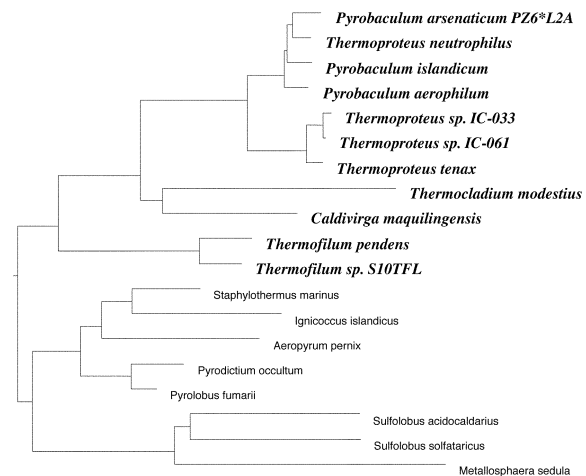 Pyrobaculum arsenaticum PZ6*L2A
Thermoproteus neutrophilus
Pyrobaculum islandicum
Pyrobaculum aerophilum
Thermoproteus sp. IC-033
Thermoproteus sp. IC-061
Thermoproteus tenax
Thermocladium modestius
Caldivirga maquilingensis
Thermofilum pendens
Thermofilum sp. S10TFL
Staphylothermus marinus
Ignicoccus islandicus
Aeropyrum pernix
Pyrodictium occultum
Pyrolobus fumarii
Sulfolobus acidocaldarius
Sulfolobus solfataricus
Metallosphaera sedula